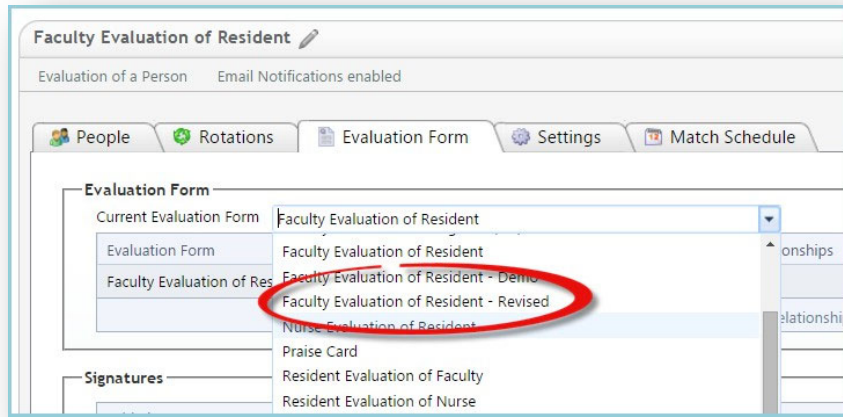 Faculty Evaluation of Resident
Evaluation of a Person Email Notifications enabled
People Rotations Evaluation Form Settings Match Schedule
Evaluation Form
Current Evaluation Form Faculty Evaluation of Resident
Evaluation Form Faculty Evaluation of Resident onships
Faculty Evaluation of Res Faculty Evaluation of Resident - Demo
Faculty Evaluation of Resident - Revised
Nurse Evaluation of Resident elationshi
Praise Card
Signatures Resident Evaluation of Faculty
Resident Evaluation of Nurse